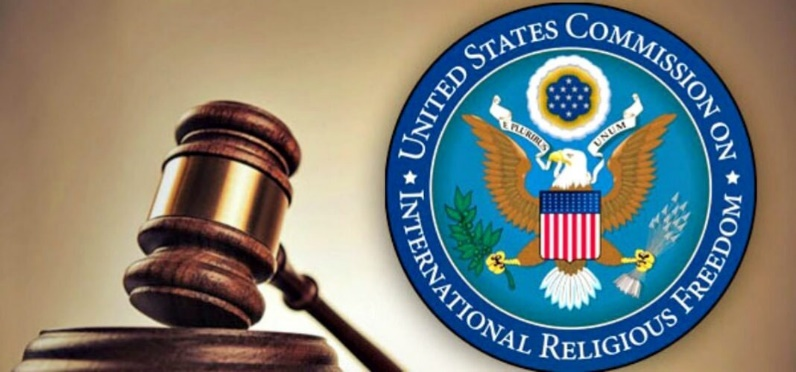 UNITED STATES COMMISSION ON
INTERNATIONAL RELIGIOUS FREEDOM
E PLURIBUS UNUM